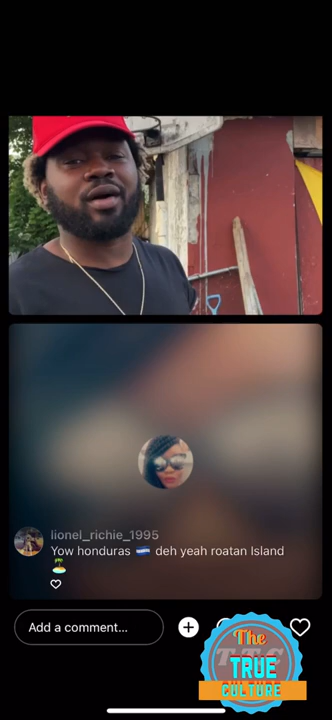 lionel_richie_1995
Yow honduras 🇭🇳 deh yeah roatan Island
🏝️
Add a comment...
The
TRUE
CULTURE